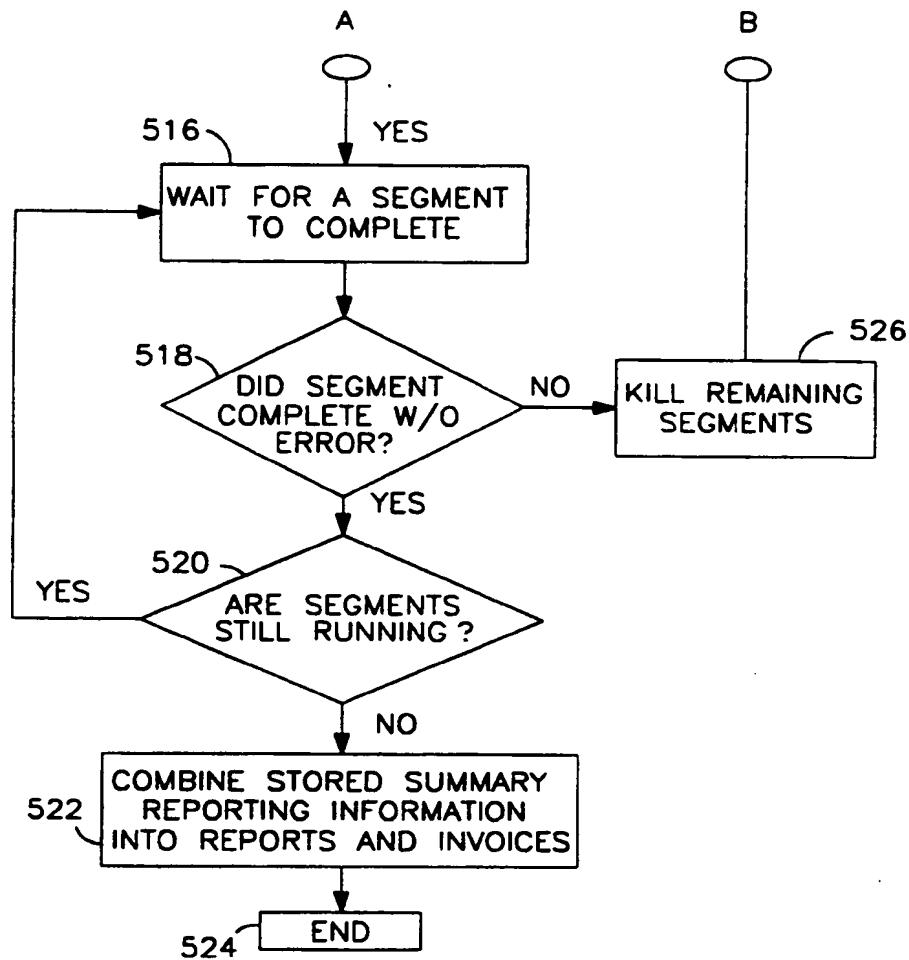 A
B
YES
516
WAIT FOR A SEGMENT
TO COMPLETE
518
DID SEGMENT
COMPLETE W/O
ERROR?
NO
526
KILL REMAINING
SEGMENTS
YES
520
YES
ARE SEGMENTS
STILL RUNNING?
NO
522
COMBINE STORED SUMMARY
REPORTING INFORMATION
INTO REPORTS AND INVOICES
524
END